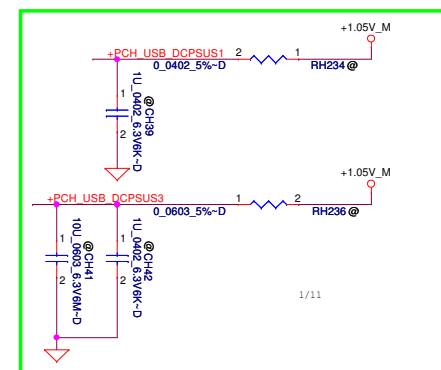 +1.05V_M
+PCH_USB_DCPSUS1
2
1
0_0402_5%~D
RH234@
1
2
@CH39
1U_0402_6.3V6K~D
+1.05V_M
+PCH_USB_DCPSUS3
1
2
0_0603_5%~D
RH236@
1
2
@CH41
10U_0603_6.3V6M~D
1
2
@CH42
1U_0402_6.3V6K~D
1/11